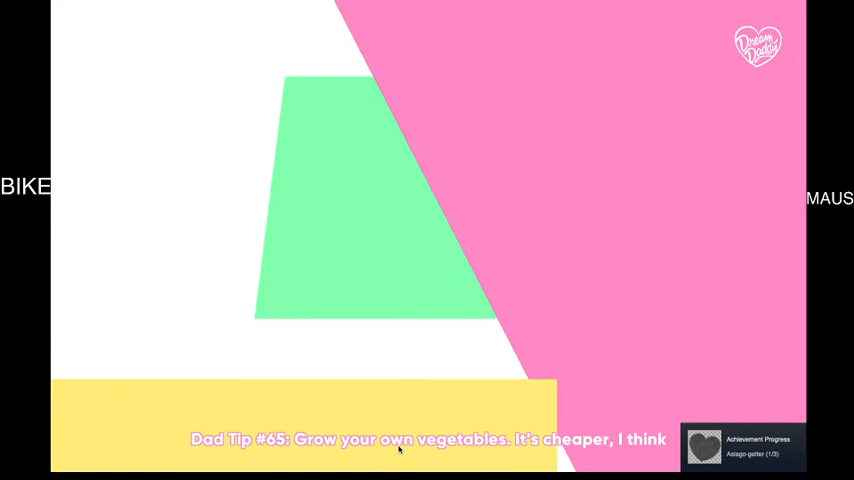 Dream
Daddy
BIKE
MAUS
Dad Tip #65: Grow your own vegetables. It's cheaper, I think
Achievement Progress
Asiago-getter (1/3)